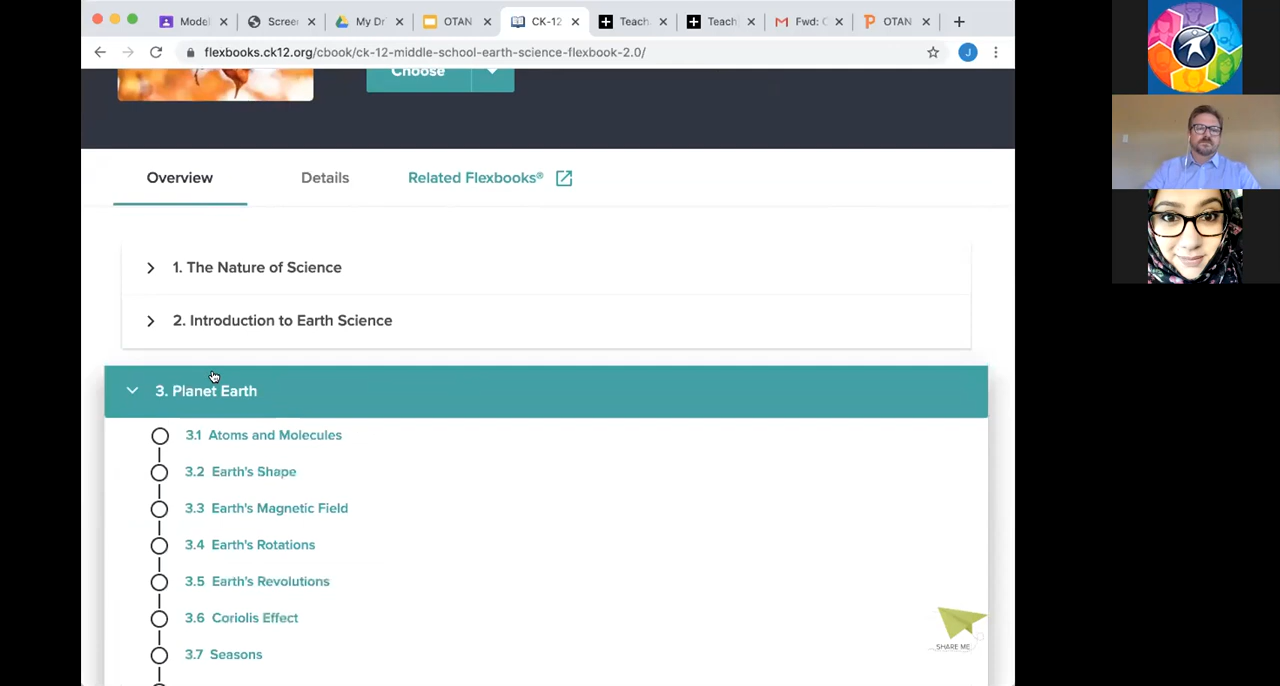 Model
Scree
My Dr
OTAN
CK-12
Teach
Teach
Fwd: C
OTAN
flexbooks.ck12.org/cbook/ck-12-middle-school-earth-science-flexbook-2.0/
J
Choose
Overview
Details
Related Flexbooks®
1. The Nature of Science
2. Introduction to Earth Science
3. Planet Earth
3.1 Atoms and Molecules
3.2 Earth's Shape
3.3 Earth's Magnetic Field
3.4 Earth's Rotations
3.5 Earth's Revolutions
3.6 Coriolis Effect
3.7 Seasons
SHARE ME